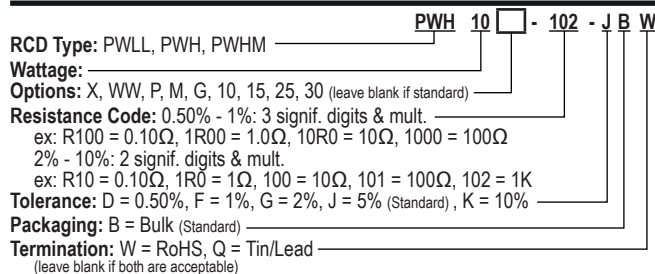 PWH 10 - 102 - J B W
RCD Type: PWLL, PWH, PWHM
Wattage:
Options: X, WW, P, M, G, 10, 15, 25, 30 (leave blank if standard)
Resistance Code: 0.50% - 1%: 3 signif. digits & mult.
ex: R100 = 0.10Ω, 1R00 = 1.0Ω, 10R0 = 10Ω, 1000 = 100Ω
2% - 10%: 2 signif. digits & mult.
ex: R10 = 0.10Ω, 1R0 = 1Ω, 100 = 10Ω, 101 = 100Ω, 102 = 1K
Tolerance: D = 0.50%, F = 1%, G = 2%, J = 5% (Standard) , K = 10%
Packaging: B = Bulk (Standard)
Termination: W = RoHS, Q = Tin/Lead
(leave blank if both are acceptable)